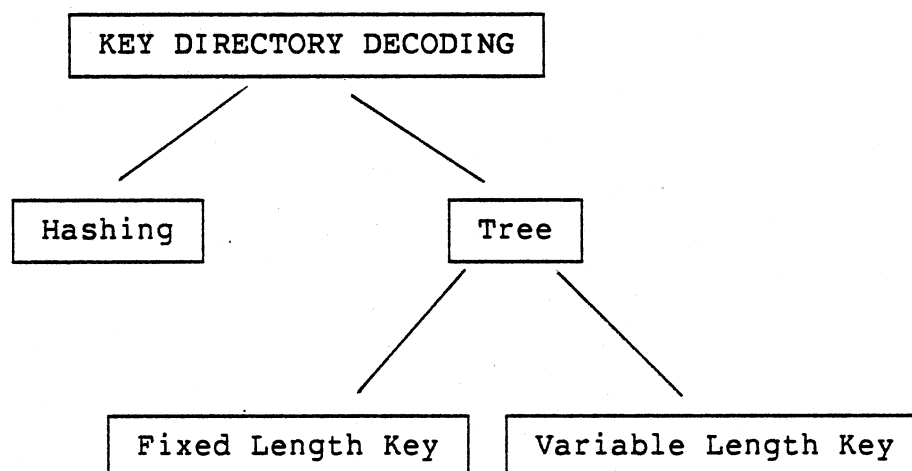 KEY DIRECTORY DECODING
Hashing
Tree
Fixed Length Key
Variable Length Key